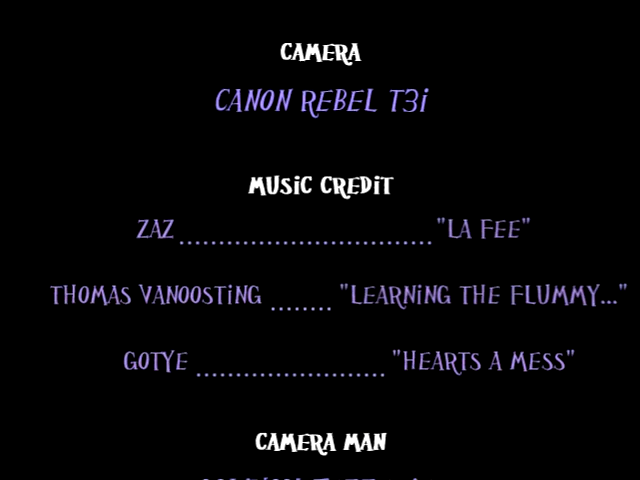 CAMERA
CANON REBEL T3i
MUSiC CREDiT
ZAZ ................................ "LA FEE"
THOMAS VANOOSTiNG ........ "LEARNiNG THE FLUMMY..."
GOTYE ........................ "HEARTS A MESS"
CAMERA MAN